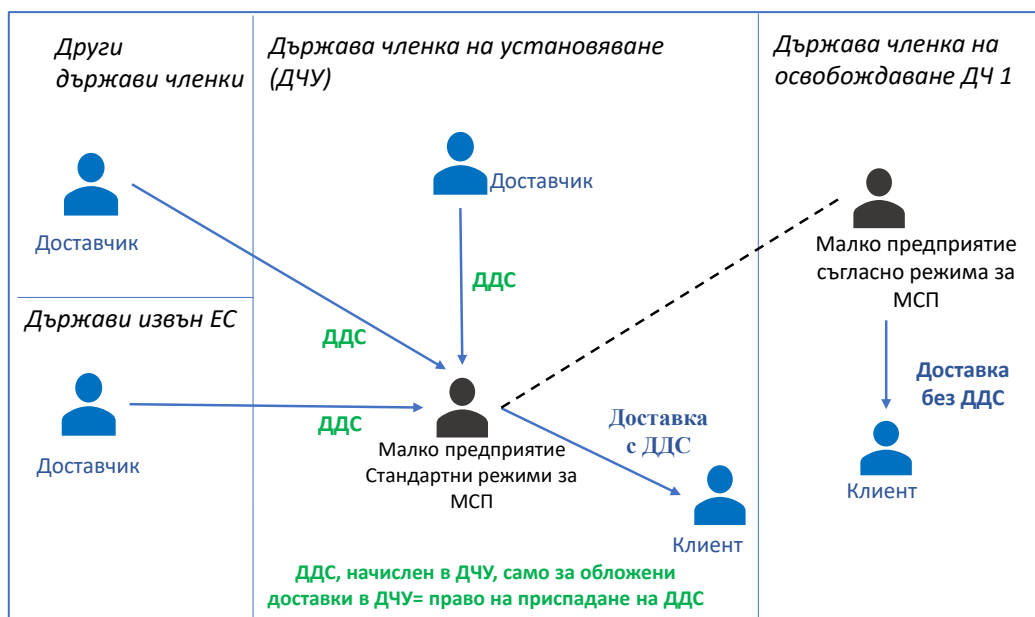 Други
държави членки
Доставчик
Държави извън ЕС
Доставчик
Държава членка на установяване
(ДЧУ)
Доставчик
ДДС
ДДС
ДДС
Малко предприятие
Стандартни режими за
МСП
Доставка
с ДДС
Клиент
ДДС, начислен в ДЧУ, само за обложени
доставки в ДЧУ= право на приспадане на ДДС
Държава членка на
освобождаване ДЧ 1
Малко предприятие
съгласно режима за
МСП
Доставка
без ДДС
Клиент